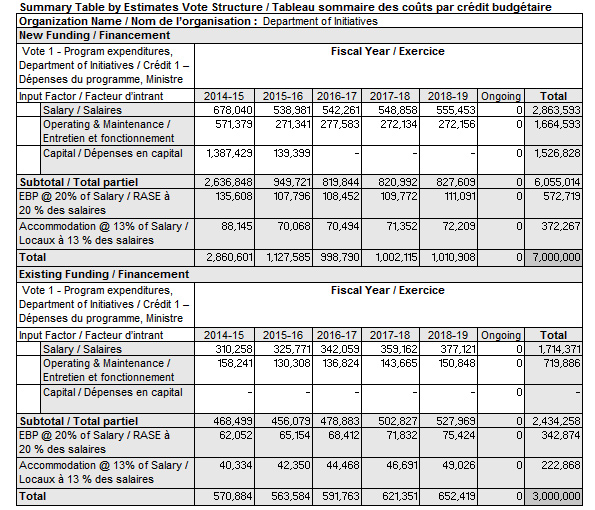 Summary Table by Estimates Vote Structure / Tableau sommaire des coûts par crédit budgétaire
Organization Name / Nom de l'organisation : Department of Initiatives
New Funding / Financement
Vote 1 - Program expenditures, Department of Initiatives / Crédit 1 – Dépenses du programme, Ministre Fiscal Year / Exercice
Input Factor / Facteur d'intrant 2014-15 2015-16 2016-17 2017-18 2018-19 Ongoing Total
Salary / Salaires 678,040 538,981 542,261 548,858 555,453 0 2,863,593
Operating & Maintenance / Entretien et fonctionnement 571,379 271,341 277,583 272,134 272,156 0 1,664,593
Capital / Dépenses en capital 1,387,429 139,399 - - - 0 1,526,828
Subtotal / Total partiel 2,636,848 949,721 819,844 820,992 827,609 0 6,055,014
EBP @ 20% of Salary / RASE à 20 % des salaires 135,608 107,796 108,452 109,772 111,091 0 572,719
Accommodation @ 13% of Salary / Locaux à 13 % des salaires 88,145 70,068 70,494 71,352 72,209 0 372,267
Total 2,860,601 1,127,585 998,790 1,002,115 1,010,908 0 7,000,000
Existing Funding / Financement
Vote 1 - Program expenditures, Department of Initiatives / Crédit 1 – Dépenses du programme, Ministre Fiscal Year / Exercice
Input Factor / Facteur d'intrant 2014-15 2015-16 2016-17 2017-18 2018-19 Ongoing Total
Salary / Salaires 310,258 325,771 342,059 359,162 377,121 0 1,714,371
Operating & Maintenance / Entretien et fonctionnement 158,241 130,308 136,824 143,665 150,848 0 719,886
Capital / Dépenses en capital - - - - - 0 -
Subtotal / Total partiel 468,499 456,079 478,883 502,827 527,969 0 2,434,258
EBP @ 20% of Salary / RASE à 20 % des salaires 62,052 65,154 68,412 71,832 75,424 0 342,874
Accommodation @ 13% of Salary / Locaux à 13 % des salaires 40,334 42,350 44,468 46,691 49,026 0 222,868
Total 570,884 563,584 591,763 621,351 652,419 0 3,000,000